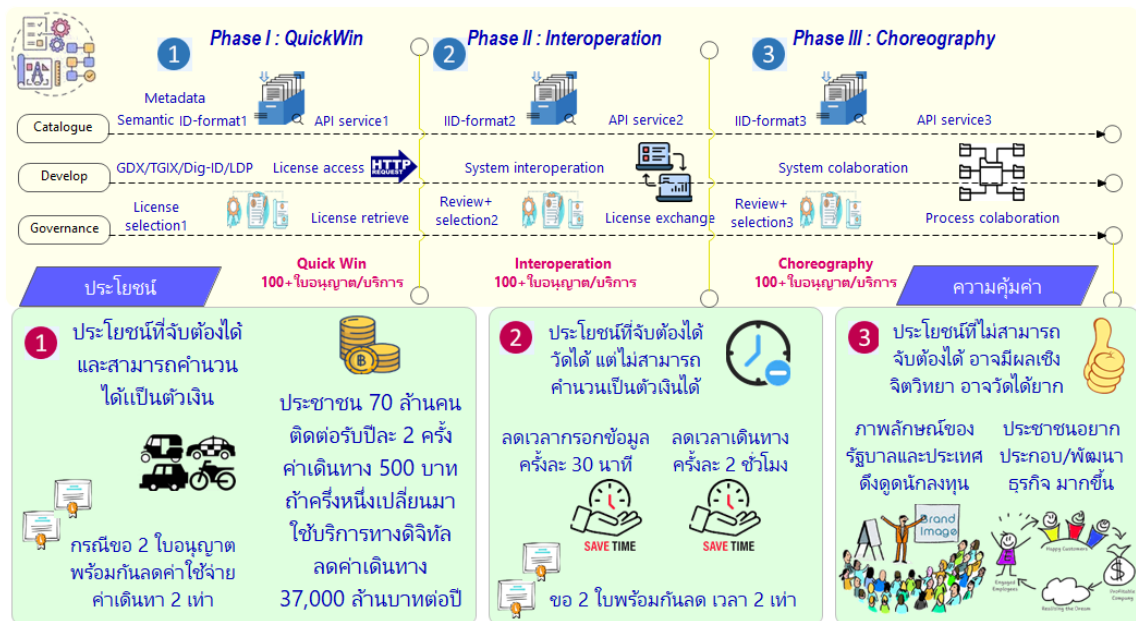 Phase I : QuickWin
Phase II : Interoperation
Phase III : Choreography
1
2
3
Metadata
Catalogue
Semantic ID-format1
API service1
IID-format2
API service2
IID-format3
API service3
Develop
GDX/TGIX/Dig-ID/LDP
License access
HTTP
REQUEST
System interoperation
System colaboration
Governance
License
selection1
License retrieve
Review+
selection2
License exchange
Review+
selection3
Process colaboration
Quick Win
100+ใบอนุญาต/บริการ
Interoperation
100+ใบอนุญาต/บริการ
Choreography
100+ใบอนุญาต/บริการ
ประโยชน์
ความคุ้มค่า
1
ประโยชน์ที่จับต้องได้
และสามารถคำนวน
ได้เเป็นตัวเงิน
กรณีขอ 2 ใบอนุญาต
พร้อมกันลดค่าใช้จ่าย
ค่าเดินทา 2 เท่า
ประชาชน 70 ล้านคน
ติดต่อรับปีละ 2 ครั้ง
ค่าเดินทาง 500 บาท
ถ้าครึ่งหนึ่งเปลี่ยนมา
ใช้บริการทางดิจิทัล
ลดค่าเดินทาง
37,000 ล้านบาทต่อปี
2
ประโยชน์ที่จับต้องได้
วัดได้ แต่ไม่สามารถ
คำนวนเป็นตัวเงินได้
ลดเวลากรอกข้อมูล
ครั้งละ 30 นาที
SAVE TIME
ลดเวลาเดินทาง
ครั้งละ 2 ชั่วโมง
SAVE TIME
ขอ 2 ใบพร้อมกันลด เวลา 2 เท่า
3
ประโยชน์ที่ไม่สามารถ
จับต้องได้ อาจมีผลเชิง
จิตวิทยา อาจวัดได้ยาก
ภาพลักษณ์ของ
รัฐบาลและประเทศ
ดึงดูดนักลงทุน
Brand
Image
ประชาชนอยาก
ประกอบ/พัฒนา
ธุรกิจ มากขึ้น
Happy Customers
Engaged
Employees
Profitable
Company
the Dream